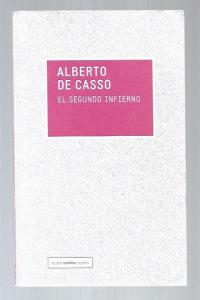 ALBERTO
DE CASSO
EL SEGUNDO INFIERNO